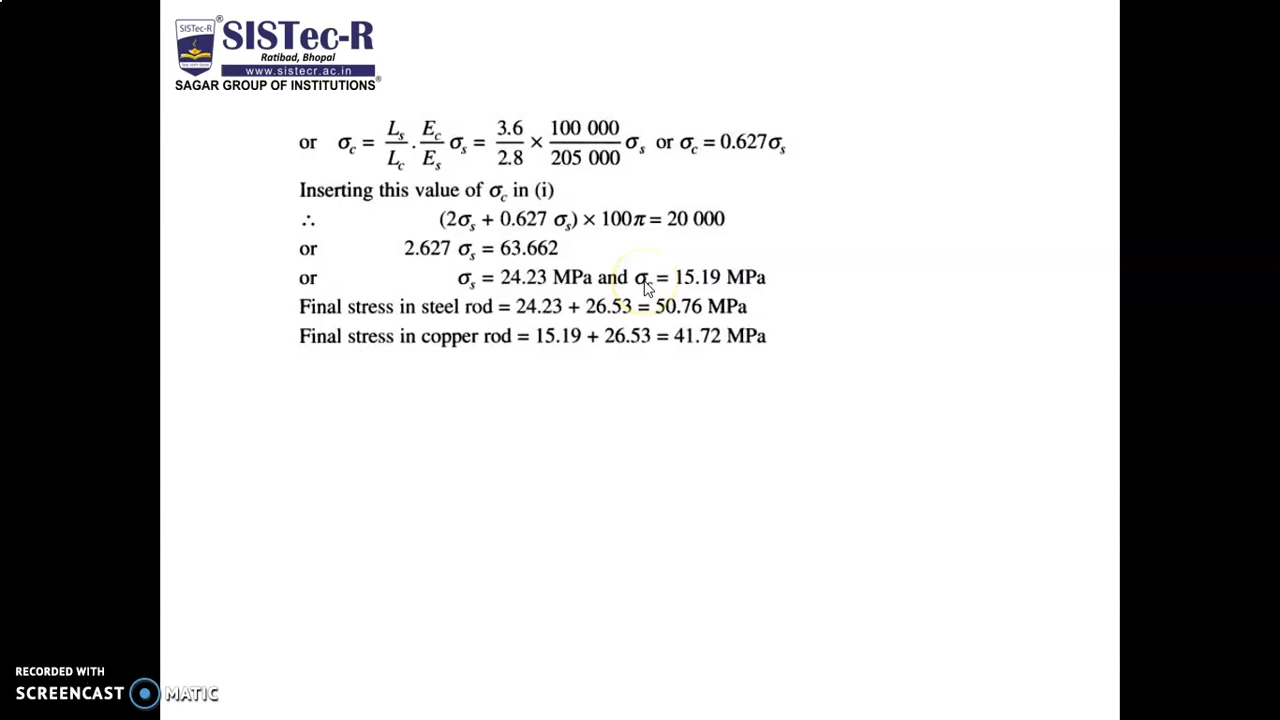 SISTec-R
®
SISTec-R
Ratibad, Bhopal
www.sistecr.ac.in
SAGAR GROUP OF INSTITUTIONS®
or σc = Ls/Lc . Ec/Es σs = 3.6/2.8 × 100 000/205 000 σs or σc = 0.627σs
Inserting this value of σc in (i)
∴ (2σs + 0.627 σs) × 100π = 20 000
or 2.627 σs = 63.662
or σs = 24.23 MPa and σc = 15.19 MPa
Final stress in steel rod = 24.23 + 26.53 = 50.76 MPa
Final stress in copper rod = 15.19 + 26.53 = 41.72 MPa
RECORDED WITH
SCREENCAST MATIC